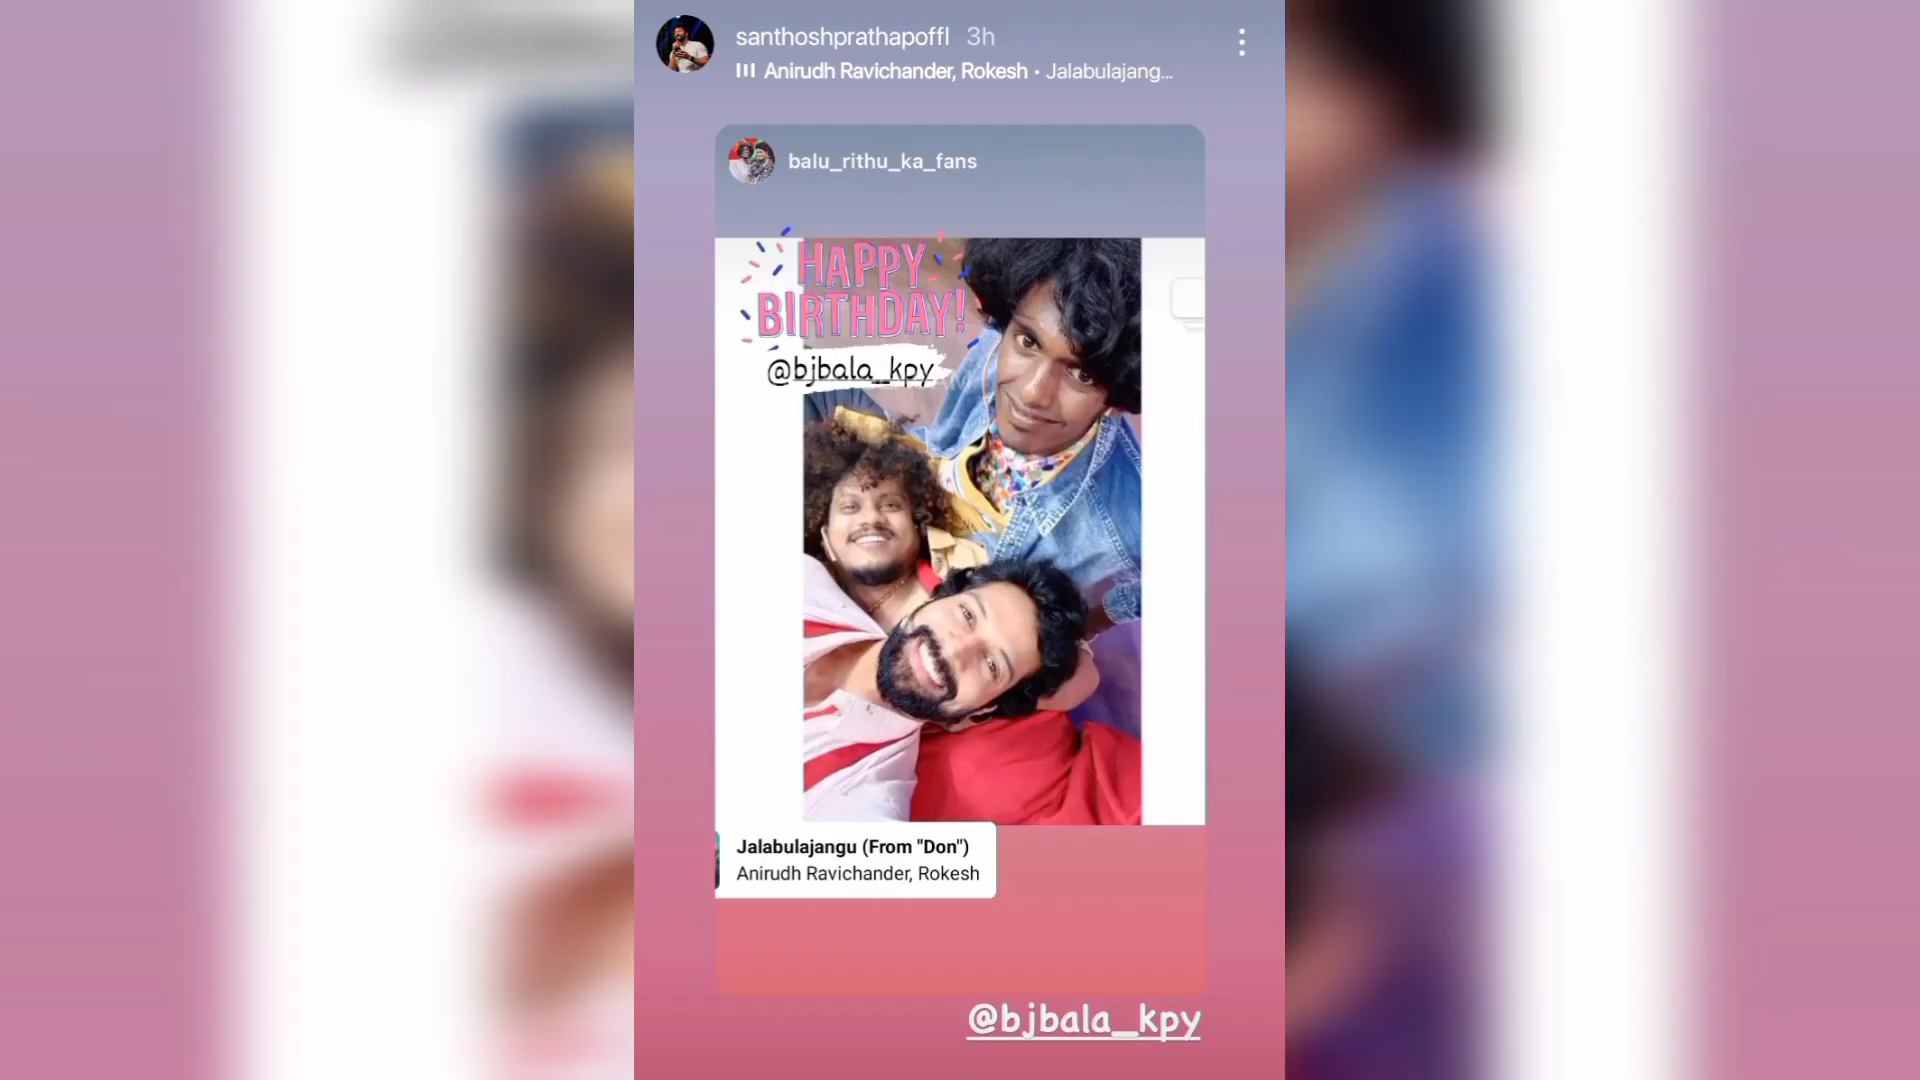 santhoshprathapoffl 3h
Anirudh Ravichander, Rokesh • Jalabulajang...
balu_rithu_ka_fans
HAPPY
BIRTHDAY!
@bjbala_kpy
Jalabulajangu (From "Don")
Anirudh Ravichander, Rokesh
@bjbala_kpy